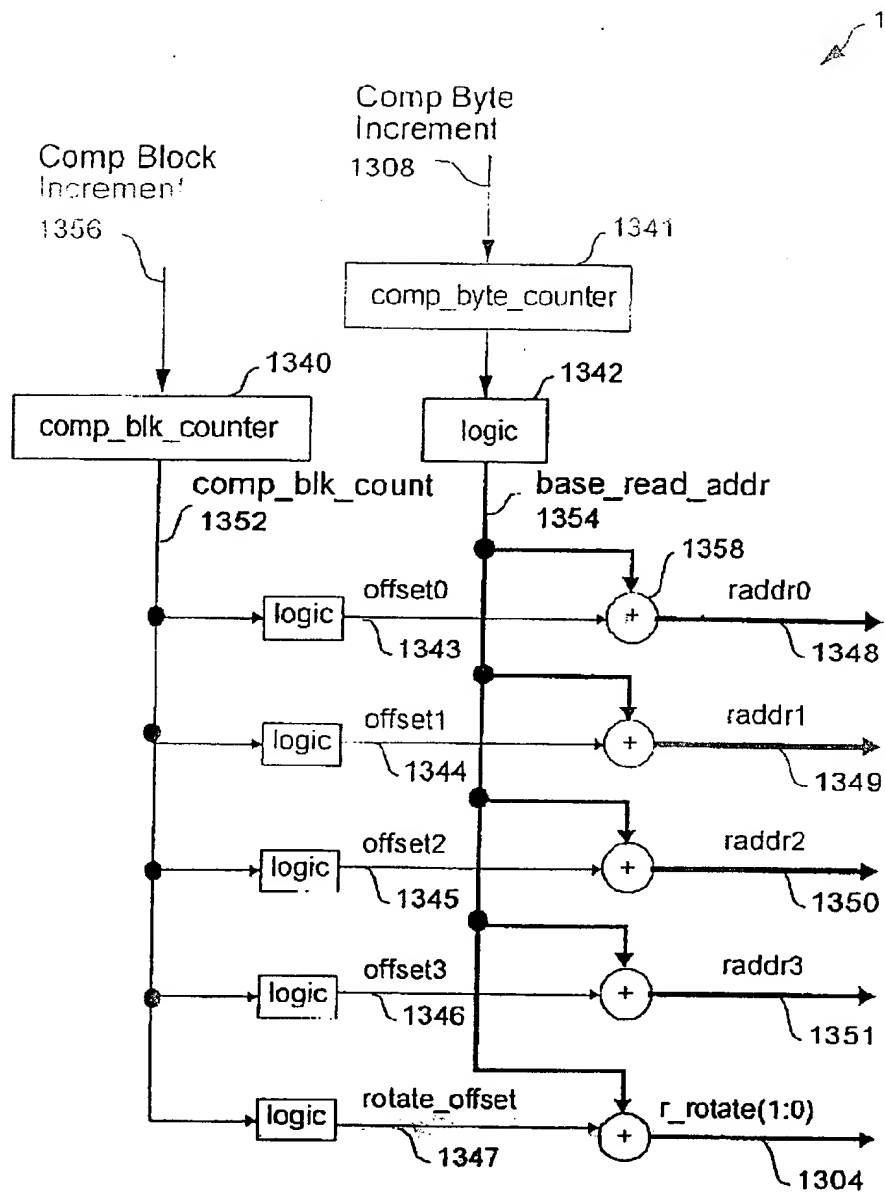 1
Comp Byte
Increment
1308
Comp Block
Increment
1356
1341
comp_byte_counter
1340
1342
comp_blk_counter
logic
comp_blk_count
1352
base_read_addr
1354
1358
offset0
raddr0
logic
+
1343
1348
offset1
raddr1
logic
+
1344
1349
offset2
raddr2
logic
+
1345
1350
offset3
raddr3
logic
+
1346
1351
rotate_offset
r_rotate(1:0)
logic
+
1347
1304